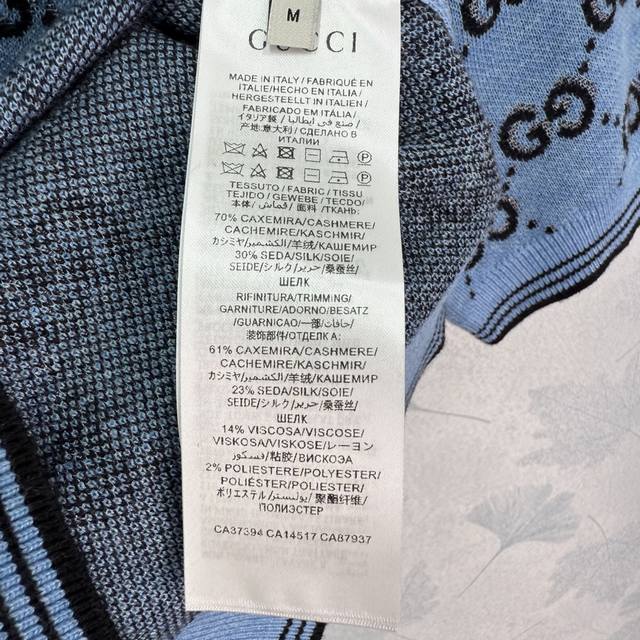 M
GUCCI
MADE IN ITALY / FABRIQUÉ EN
ITALIE/HECHO EN ITALIA/
HERGESTEELLT IN ITALIEN /
FABRICADO EM ITÁLIA/
イタリア製 / صنع في ايطاليا /
产地:意大利/ СДЕЛАНО В
ИТАЛИИ
TESSUTO / FABRIC / TISSU
TEJIDO / GEWEBE / TECDO/
本体/قماش / 面料 /ТКАНЬ:
70% CAXEMIRA/CASHMERE/
CACHEMIRE/KASCHMIR/
カシミヤ/الكشمير/羊绒/КАШЕМИР
30% SEDA/SILK/SOIE/
SEIDE/シルク/حرير/桑蚕丝/
ШЕЛК
RIFINITURA/TRIMMING/
GARNITURE/ADORNO/BESATZ
/GUARNICAO/一部/حافات/
装饰部件/ОТДЕЛКА:
61% CAXEMIRA/CASHMERE/
CACHEMIRE/KASCHMIR/
カシミヤ/الكشمير/羊绒/КАШЕМИР
23% SEDA/SILK/SOIE/
SEIDE/シルク/حرير/桑蚕丝/
ШЕЛК
14% VISCOSA/VISCOSE/
VISKOSA/VISKOSE/レーヨン
/فسكوز/粘胶/ВИСКОЗА
2% POLIESTERE/POLYESTER/
POLIÉSTER/POLYESTER/
ポリエステル/بوليستر/聚酯纤维/
ПОЛИЭСТЕР
CA37394 CA14517 CA87937